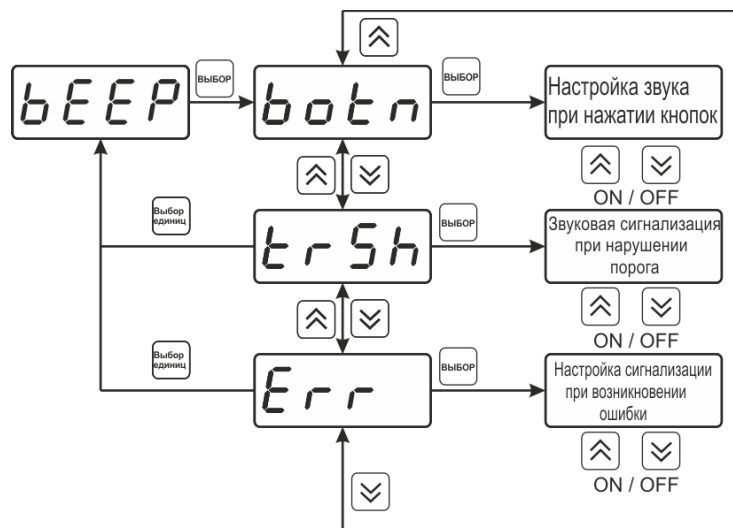 bEEP
ВЫБОР
botn
ВЫБОР
Настройка звука
при нажатии кнопок
ON / OFF
Выбор
единиц
trSh
ВЫБОР
Звуковая сигнализация
при нарушении
порога
ON / OFF
Выбор
единиц
Err
ВЫБОР
Настройка сигнализации
при возникновении
ошибки
ON / OFF